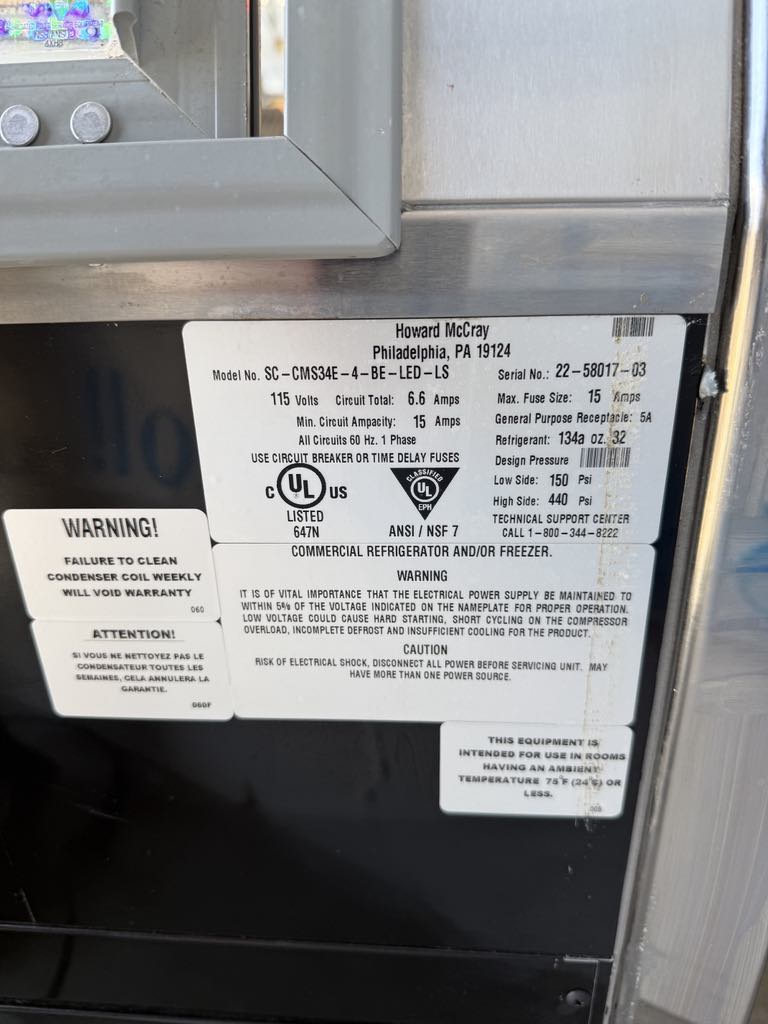 Howard McCray
Philadelphia, PA 19124
Model No. SC-CMS34E-4-BE-LED-LS Serial No.: 22-58017-03
115 Volts Circuit Total: 6.6 Amps Max. Fuse Size: 15 Amps
Min. Circuit Ampacity: 15 Amps General Purpose Receptacle: 5A
All Circuits 60 Hz. 1 Phase Refrigerant: 134a oz. 32
USE CIRCUIT BREAKER OR TIME DELAY FUSES Design Pressure
Low Side: 150 Psi
High Side: 440 Psi
C UL US
LISTED
647N
CLASSIFIED
UL
EPH
ANSI / NSF 7
TECHNICAL SUPPORT CENTER
CALL 1-800-344-8222
COMMERCIAL REFRIGERATOR AND/OR FREEZER.
WARNING
IT IS OF VITAL IMPORTANCE THAT THE ELECTRICAL POWER SUPPLY BE MAINTAINED TO
WITHIN 5% OF THE VOLTAGE INDICATED ON THE NAMEPLATE FOR PROPER OPERATION.
LOW VOLTAGE COULD CAUSE HARD STARTING, SHORT CYCLING ON THE COMPRESSOR
OVERLOAD, INCOMPLETE DEFROST AND INSUFFICIENT COOLING FOR THE PRODUCT.
CAUTION
RISK OF ELECTRICAL SHOCK, DISCONNECT ALL POWER BEFORE SERVICING UNIT. MAY
HAVE MORE THAN ONE POWER SOURCE.
WARNING!
FAILURE TO CLEAN
CONDENSER COIL WEEKLY
WILL VOID WARRANTY
060
ATTENTION!
SI VOUS NE NETTOYEZ PAS LE
CONDENSATEUR TOUTES LES
SEMAINES, CELA ANNULERA LA
GARANTIE.
060F
THIS EQUIPMENT IS
INTENDED FOR USE IN ROOMS
HAVING AN AMBIENT
TEMPERATURE 75°F (24°C) OR
LESS.